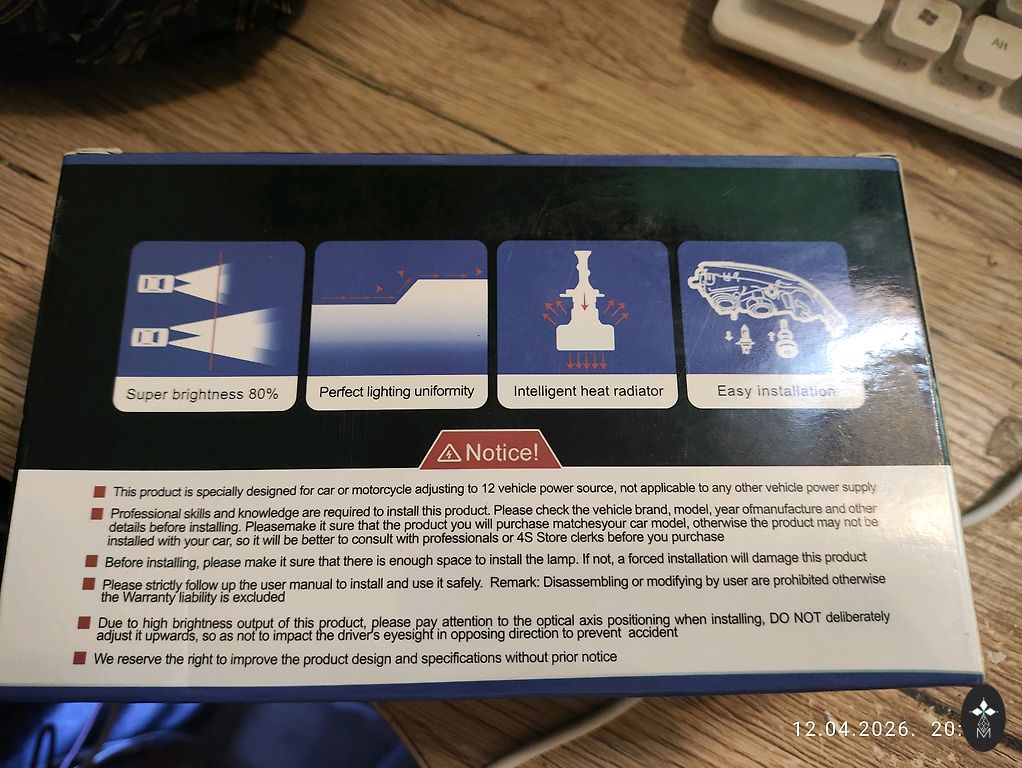 Alt
Super brightness 80%
Perfect lighting uniformity
Intelligent heat radiator
Easy installation
Notice!
This product is specially designed for car or motorcycle adjusting to 12 vehicle power source, not applicable to any other vehicle power supply
Professional skills and knowledge are required to install this product. Please check the vehicle brand, model, year ofmanufacture and other
details before installing. Pleasemake it sure that the product you will purchase matchesyour car model, otherwise the product may not be
installed with your car, so it will be better to consult with professionals or 4S Store clerks before you purchase
Before installing, please make it sure that there is enough space to install the lamp. If not, a forced installation will damage this product
Please strictly follow up the user manual to install and use it safely. Remark: Disassembling or modifying by user are prohibited otherwise
the Warranty liability is excluded
Due to high brightness output of this product, please pay attention to the optical axis positioning when installing, DO NOT deliberately
adjust it upwards, so as not to impact the driver's eyesight in opposing direction to prevent accident
We reserve the right to improve the product design and specifications without prior notice
12.04.2026. 20: